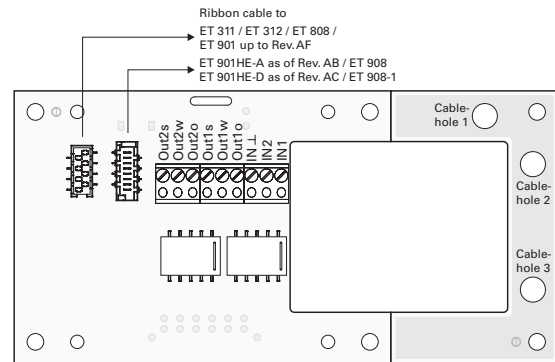 Ribbon cable to
ET 311 / ET 312 / ET 808 /
ET 901 up to Rev. AF
ET 901HE-A as of Rev. AB / ET 908
ET 901HE-D as of Rev. AC / ET 908-1
Out2s
Out2w
Out2o
Out1s
Out1w
Out1o
IN ⊥
IN2
IN1
Cable-
hole 1
Cable-
hole 2
Cable-
hole 3